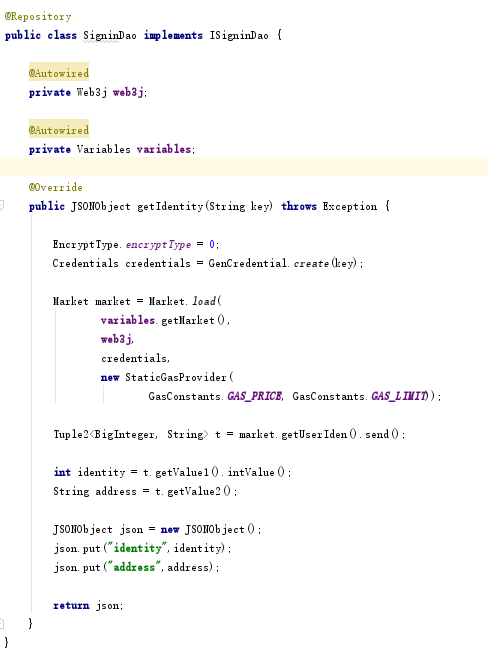 @Repository
public class SigninDao implements ISigninDao {
@Autowired
private Web3j web3j;
@Autowired
private Variables variables;
@Override
public JSONObject getIdentity(String key) throws Exception {
EncryptType.encryptType = 0;
Credentials credentials = GenCredential.create(key);
Market market = Market.load(
variables.getMarket(),
web3j,
credentials,
new StaticGasProvider(
GasConstants.GAS_PRICE, GasConstants.GAS_LIMIT));
Tuple2<BigInteger, String> t = market.getUserIden().send();
int identity = t.getValue1().intValue();
String address = t.getValue2();
JSONObject json = new JSONObject();
json.put("identity",identity);
json.put("address",address);
return json;
}
}